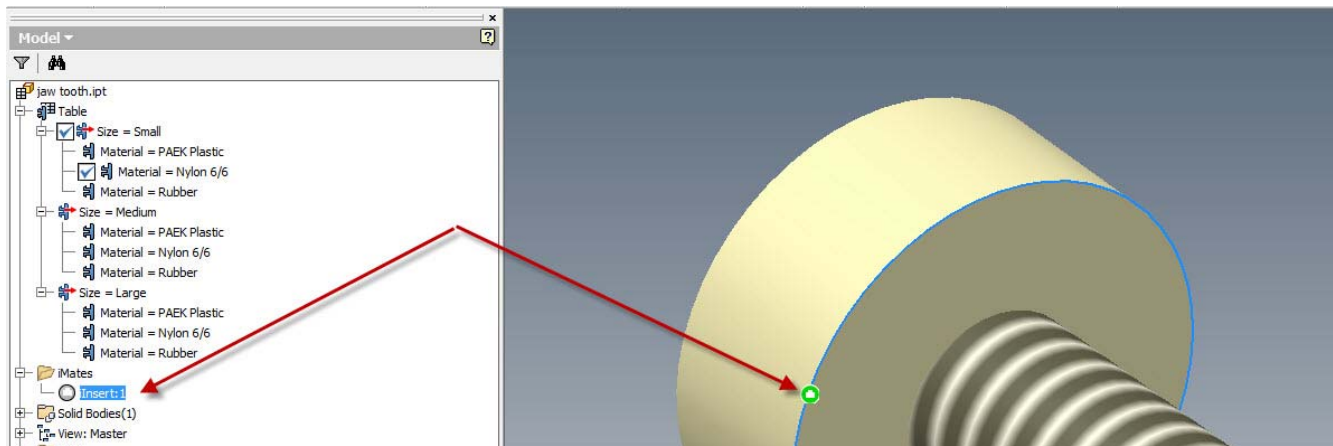 Model
jaw tooth.ipt
Table
Size = Small
Material = PAEK Plastic
Material = Nylon 6/6
Material = Rubber
Size = Medium
Material = PAEK Plastic
Material = Nylon 6/6
Material = Rubber
Size = Large
Material = PAEK Plastic
Material = Nylon 6/6
Material = Rubber
iMates
Insert:1
Solid Bodies(1)
View: Master